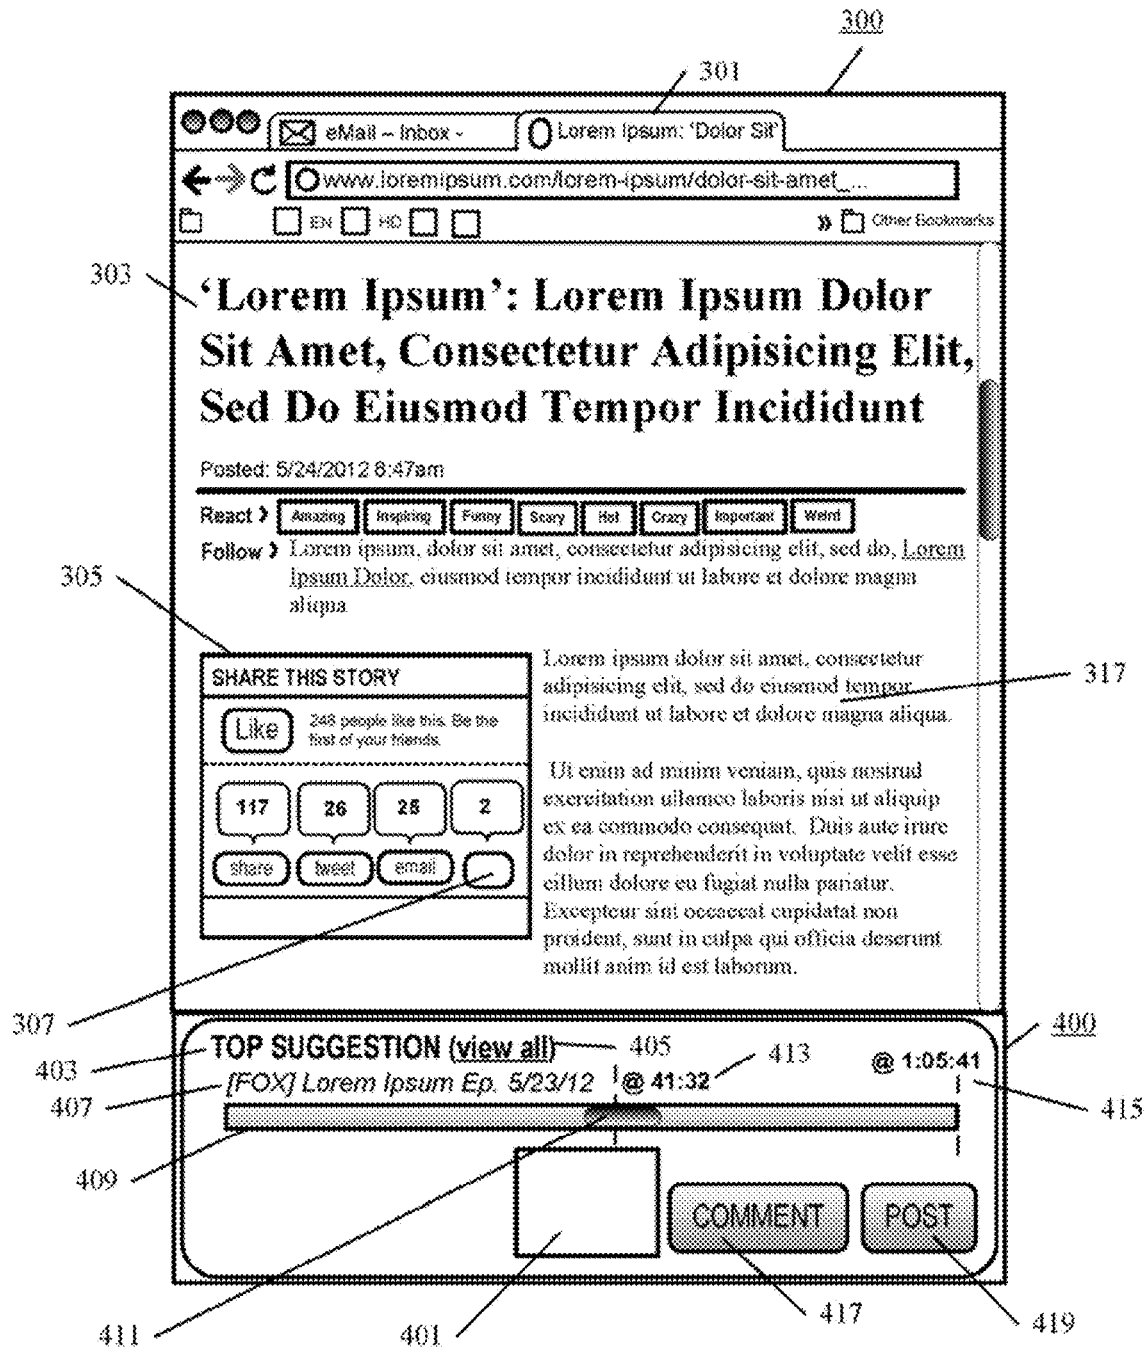 300
301
eMail – Inbox -
Lorem Ipsum: 'Dolor Sit'
www.loremipsum.com/lorem-ipsum/dolor-sit-amet_...
EN HD » Other Bookmarks
303
‘Lorem Ipsum’: Lorem Ipsum Dolor
Sit Amet, Consectetur Adipisicing Elit,
Sed Do Eiusmod Tempor Incididunt
Posted: 5/24/2012 8:47am
React Amazing Inspiring Funny Scary Hot Crazy Important Weird
Follow Lorem ipsum, dolor sit amet, consectetur adipisicing elit, sed do, Lorem
Ipsum Dolor, eiusmod tempor incididunt ut labore et dolore magna
aliqua
305
SHARE THIS STORY
Like
248 people like this. Be the
first of your friends.
117 26 25 2
share tweet email
307
Lorem ipsum dolor sit amet, consectetur
adipisicing elit, sed do eiusmod tempor
incididunt ut labore et dolore magna aliqua.
317
Ut enim ad minim veniam, quis nostrud
exercitation ullamco laboris nisi ut aliquip
ex ea commodo consequat. Duis aute irure
dolor in reprehenderit in voluptate velit esse
cillum dolore eu fugiat nulla pariatur.
Excepteur sint occaecat cupidatat non
proident, sunt in culpa qui officia deserunt
mollit anim id est laborum.
400
TOP SUGGESTION (view all)
403
405
413
@ 1:05:41
[FOX] Lorem Ipsum Ep. 5/23/12 @ 41:32
407
415
409
COMMENT POST
411
401
417
419